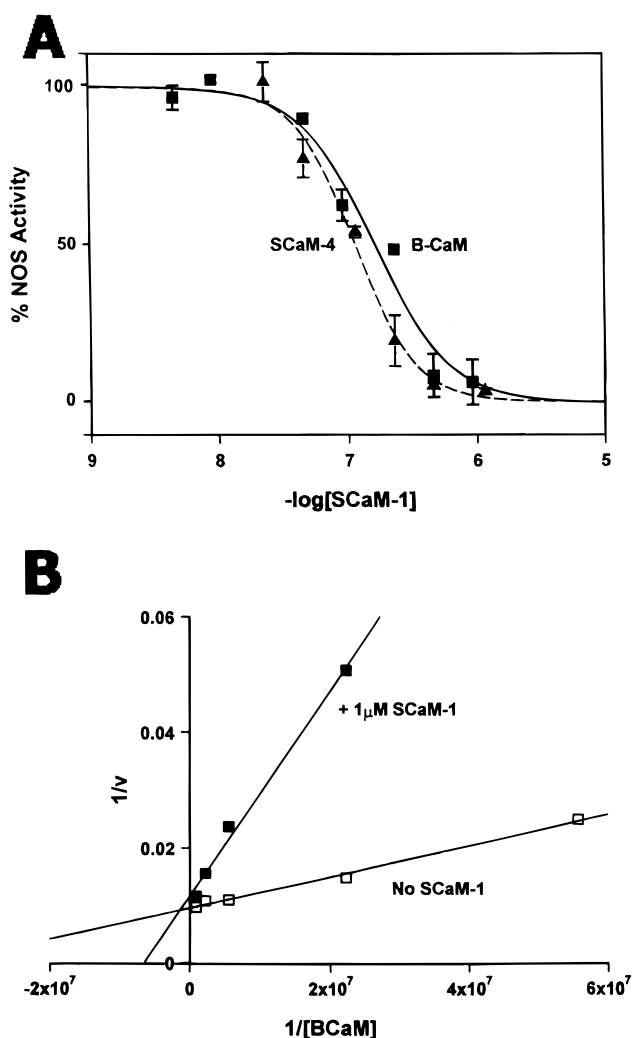 A
100
50
0
% NOS Activity
SCaM-4
B-CaM
9 8 7 6 5
-log[SCaM-1]
B
0.06
0.04
0.02
0
1/v
+ 1μM SCaM-1
No SCaM-1
-2x10⁷ 0 2x10⁷ 4x10⁷ 6x10⁷
1/[BCaM]